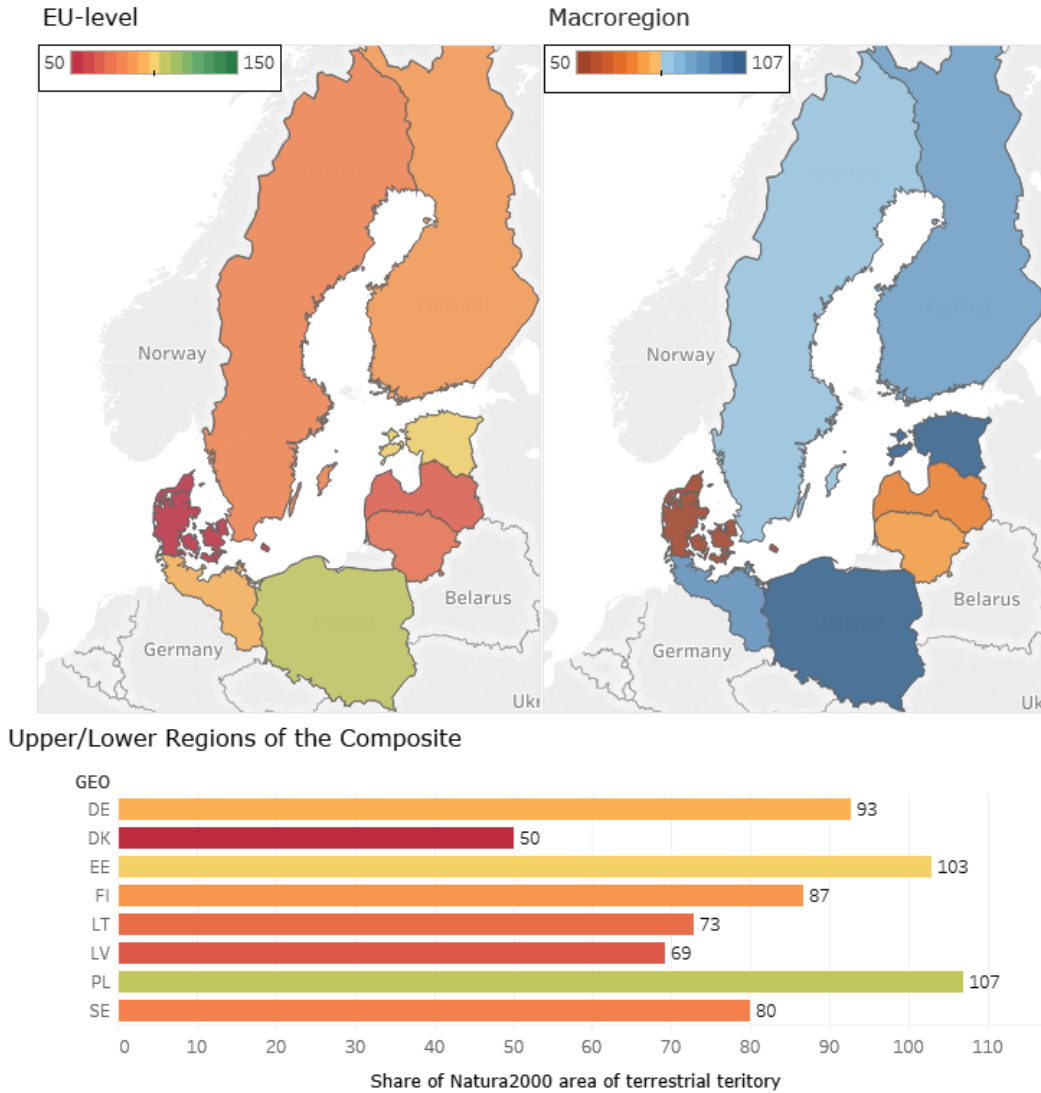 EU-level
Macroregion
50 150
50 107
Sweden
Sweden
Finland
Finland
Norway
Norway
Belarus
Belarus
Poland
Poland
Germany
Germany
Ukr
Uk
Upper/Lower Regions of the Composite
GEO
DE 93
DK 50
EE 103
FI 87
LT 73
LV 69
PL 107
SE 80
0 10 20 30 40 50 60 70 80 90 100 110
Share of Natura2000 area of terrestrial teritory